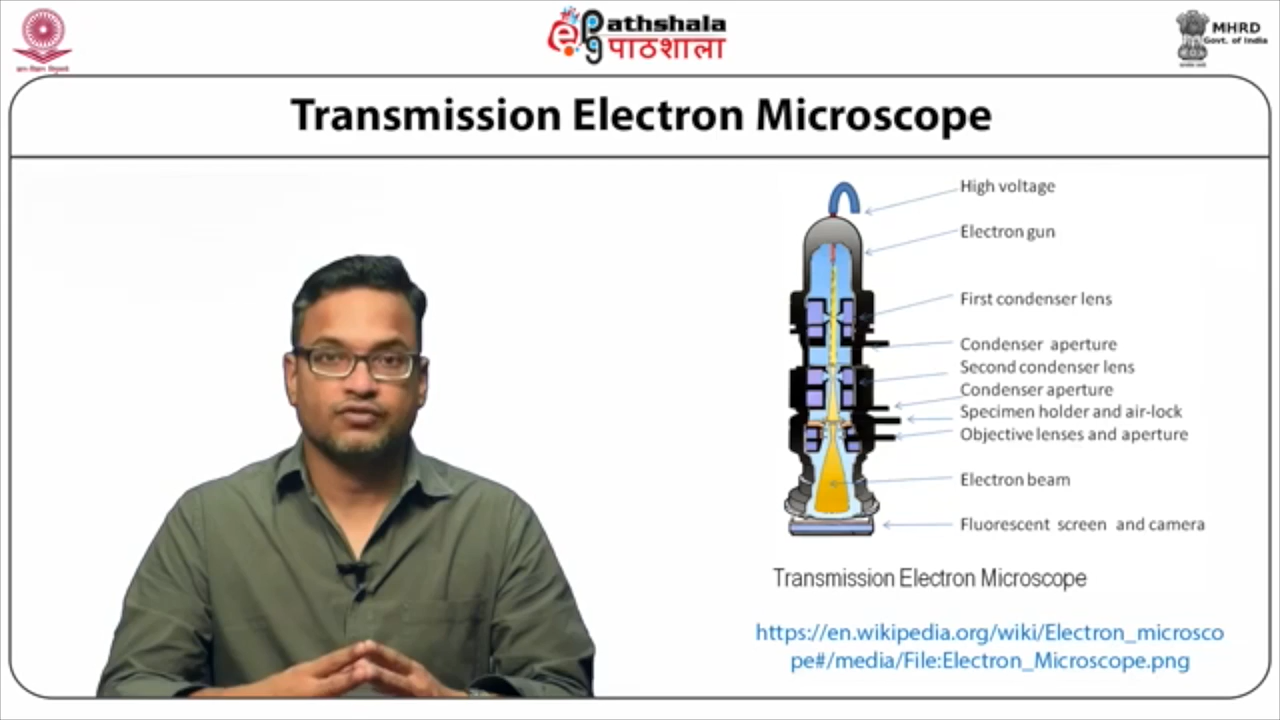 Pathshala
पाठशाला
MHRD
Govt. of India
Transmission Electron Microscope
High voltage
Electron gun
First condenser lens
Condenser aperture
Second condenser lens
Condenser aperture
Specimen holder and air-lock
Objective lenses and aperture
Electron beam
Fluorescent screen and camera
Transmission Electron Microscope
https://en.wikipedia.org/wiki/Electron_microsco
pe#/media/File:Electron_Microscope.png